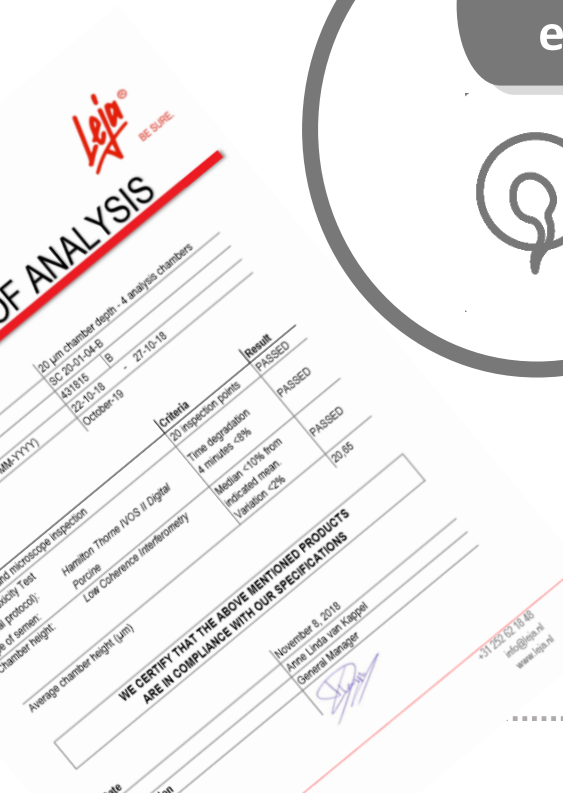 e
Leja®
BE SURE.
OF ANALYSIS
20 µm chamber depth - 4 analysis chambers
SC 20-01-04-B
431815 B
22-10-18 - 27-10-18
October-19
MM-YYYY)
Criteria Result
nd microscope inspection 20 inspection points PASSED
oxicity Test Hamilton Thorne IVOS II Digital Time degradation PASSED
al protocol): 4 minutes <8%
e of semen: Porcine
Chamber height: Low Coherence Interferometry Median <10% from PASSED
indicated mean.
Variation <2%
Average chamber height (µm) 20,65
WE CERTIFY THAT THE ABOVE MENTIONED PRODUCTS
ARE IN COMPLIANCE WITH OUR SPECIFICATIONS
November 8, 2018
Anne Linda van Kappel
General Manager
+31 252 62 18 48
info@leja.nl
www.leja.nl